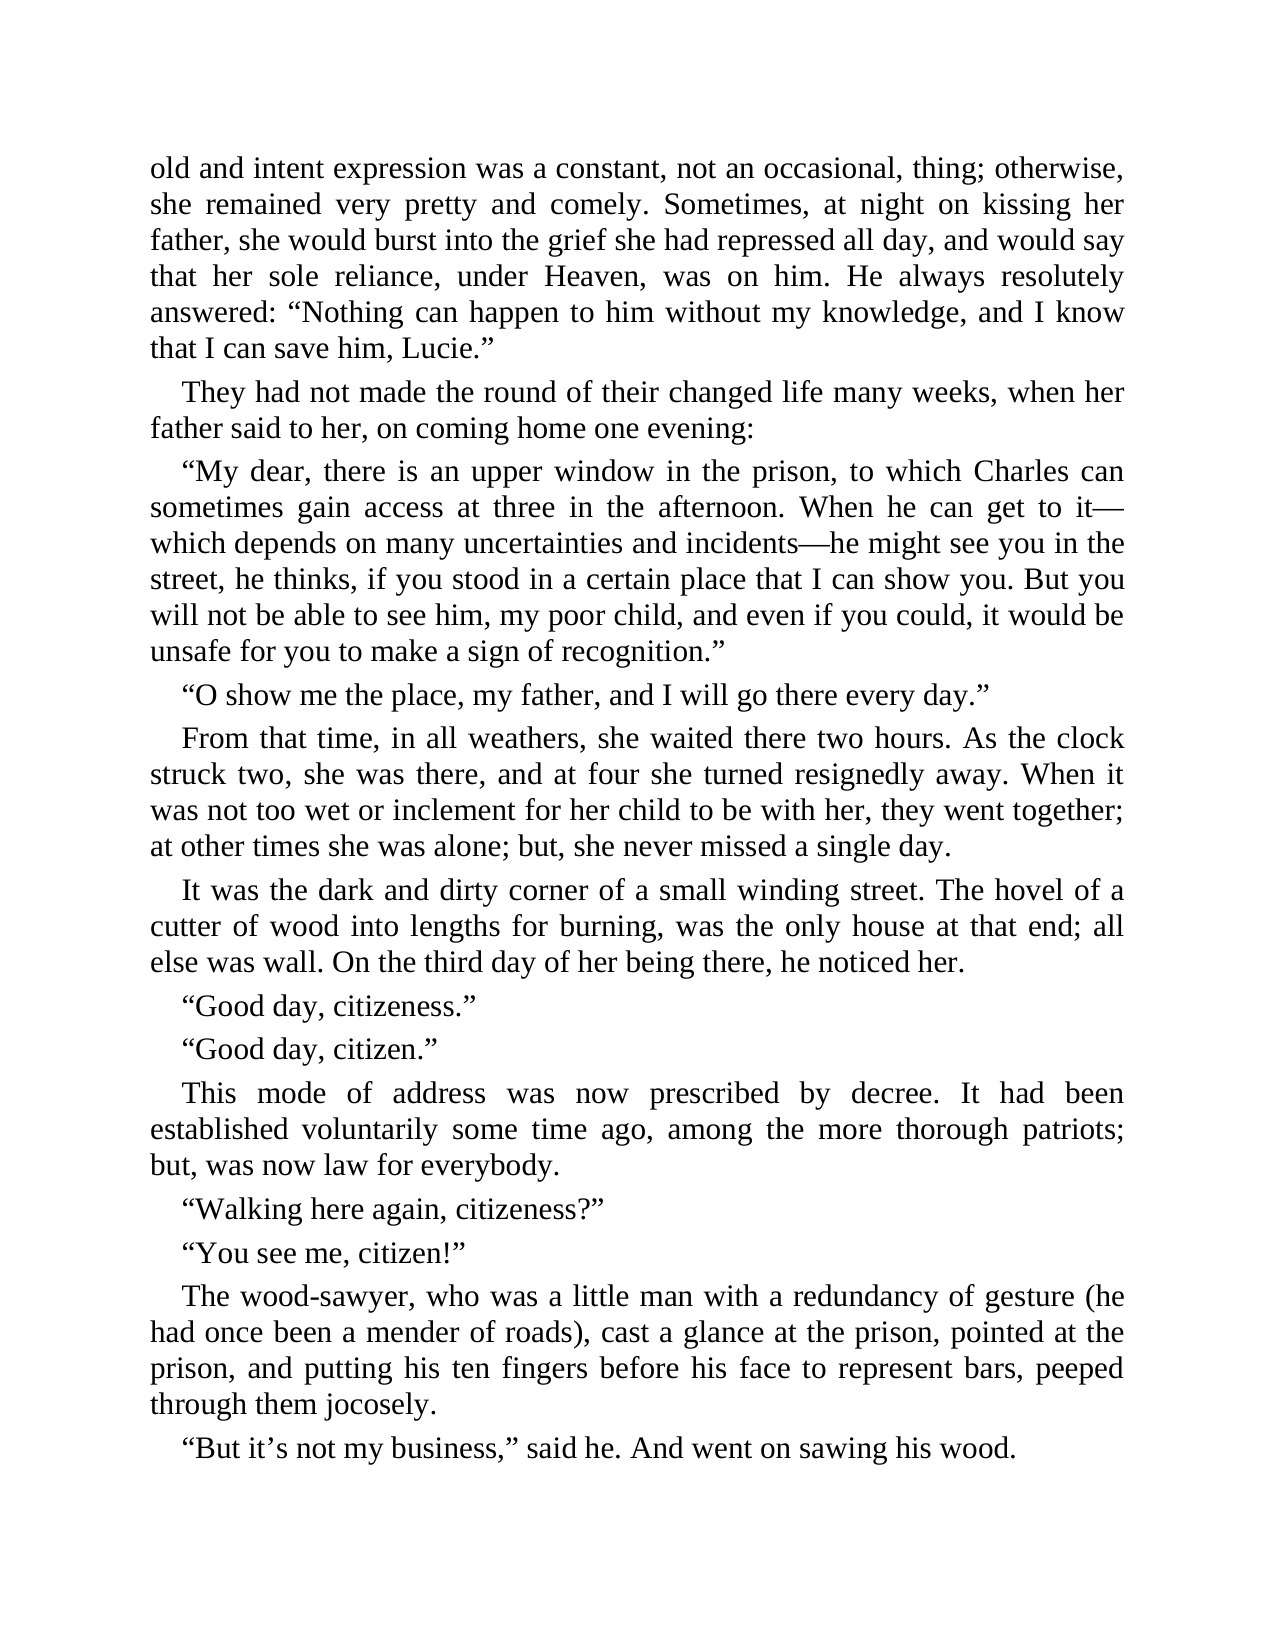 old and intent expression was a constant, not an occasional, thing; otherwise,
she remained very pretty and comely. Sometimes, at night on kissing her
father, she would burst into the grief she had repressed all day, and would say
that her sole reliance, under Heaven, was on him. He always resolutely
answered: “Nothing can happen to him without my knowledge, and I know
that I can save him, Lucie.”
They had not made the round of their changed life many weeks, when her
father said to her, on coming home one evening:
“My dear, there is an upper window in the prison, to which Charles can
sometimes gain access at three in the afternoon. When he can get to it—
which depends on many uncertainties and incidents—he might see you in the
street, he thinks, if you stood in a certain place that I can show you. But you
will not be able to see him, my poor child, and even if you could, it would be
unsafe for you to make a sign of recognition.”
“O show me the place, my father, and I will go there every day.”
From that time, in all weathers, she waited there two hours. As the clock
struck two, she was there, and at four she turned resignedly away. When it
was not too wet or inclement for her child to be with her, they went together;
at other times she was alone; but, she never missed a single day.
It was the dark and dirty corner of a small winding street. The hovel of a
cutter of wood into lengths for burning, was the only house at that end; all
else was wall. On the third day of her being there, he noticed her.
“Good day, citizeness.”
“Good day, citizen.”
This mode of address was now prescribed by decree. It had been
established voluntarily some time ago, among the more thorough patriots;
but, was now law for everybody.
“Walking here again, citizeness?”
“You see me, citizen!”
The wood-sawyer, who was a little man with a redundancy of gesture (he
had once been a mender of roads), cast a glance at the prison, pointed at the
prison, and putting his ten fingers before his face to represent bars, peeped
through them jocosely.
“But it’s not my business,” said he. And went on sawing his wood.